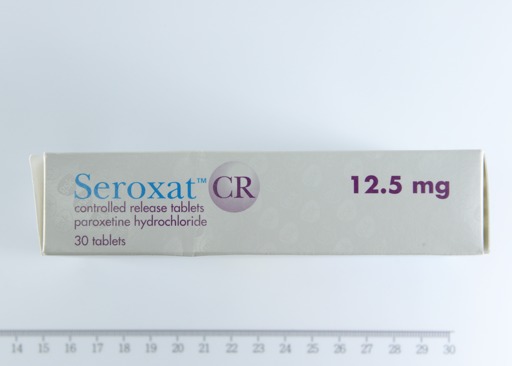 Seroxat™ CR
controlled release tablets
paroxetine hydrochloride
30 tablets
12.5 mg
14 15 16 17 18 19 20 21 22 23 24 25 26 27 28 29 30